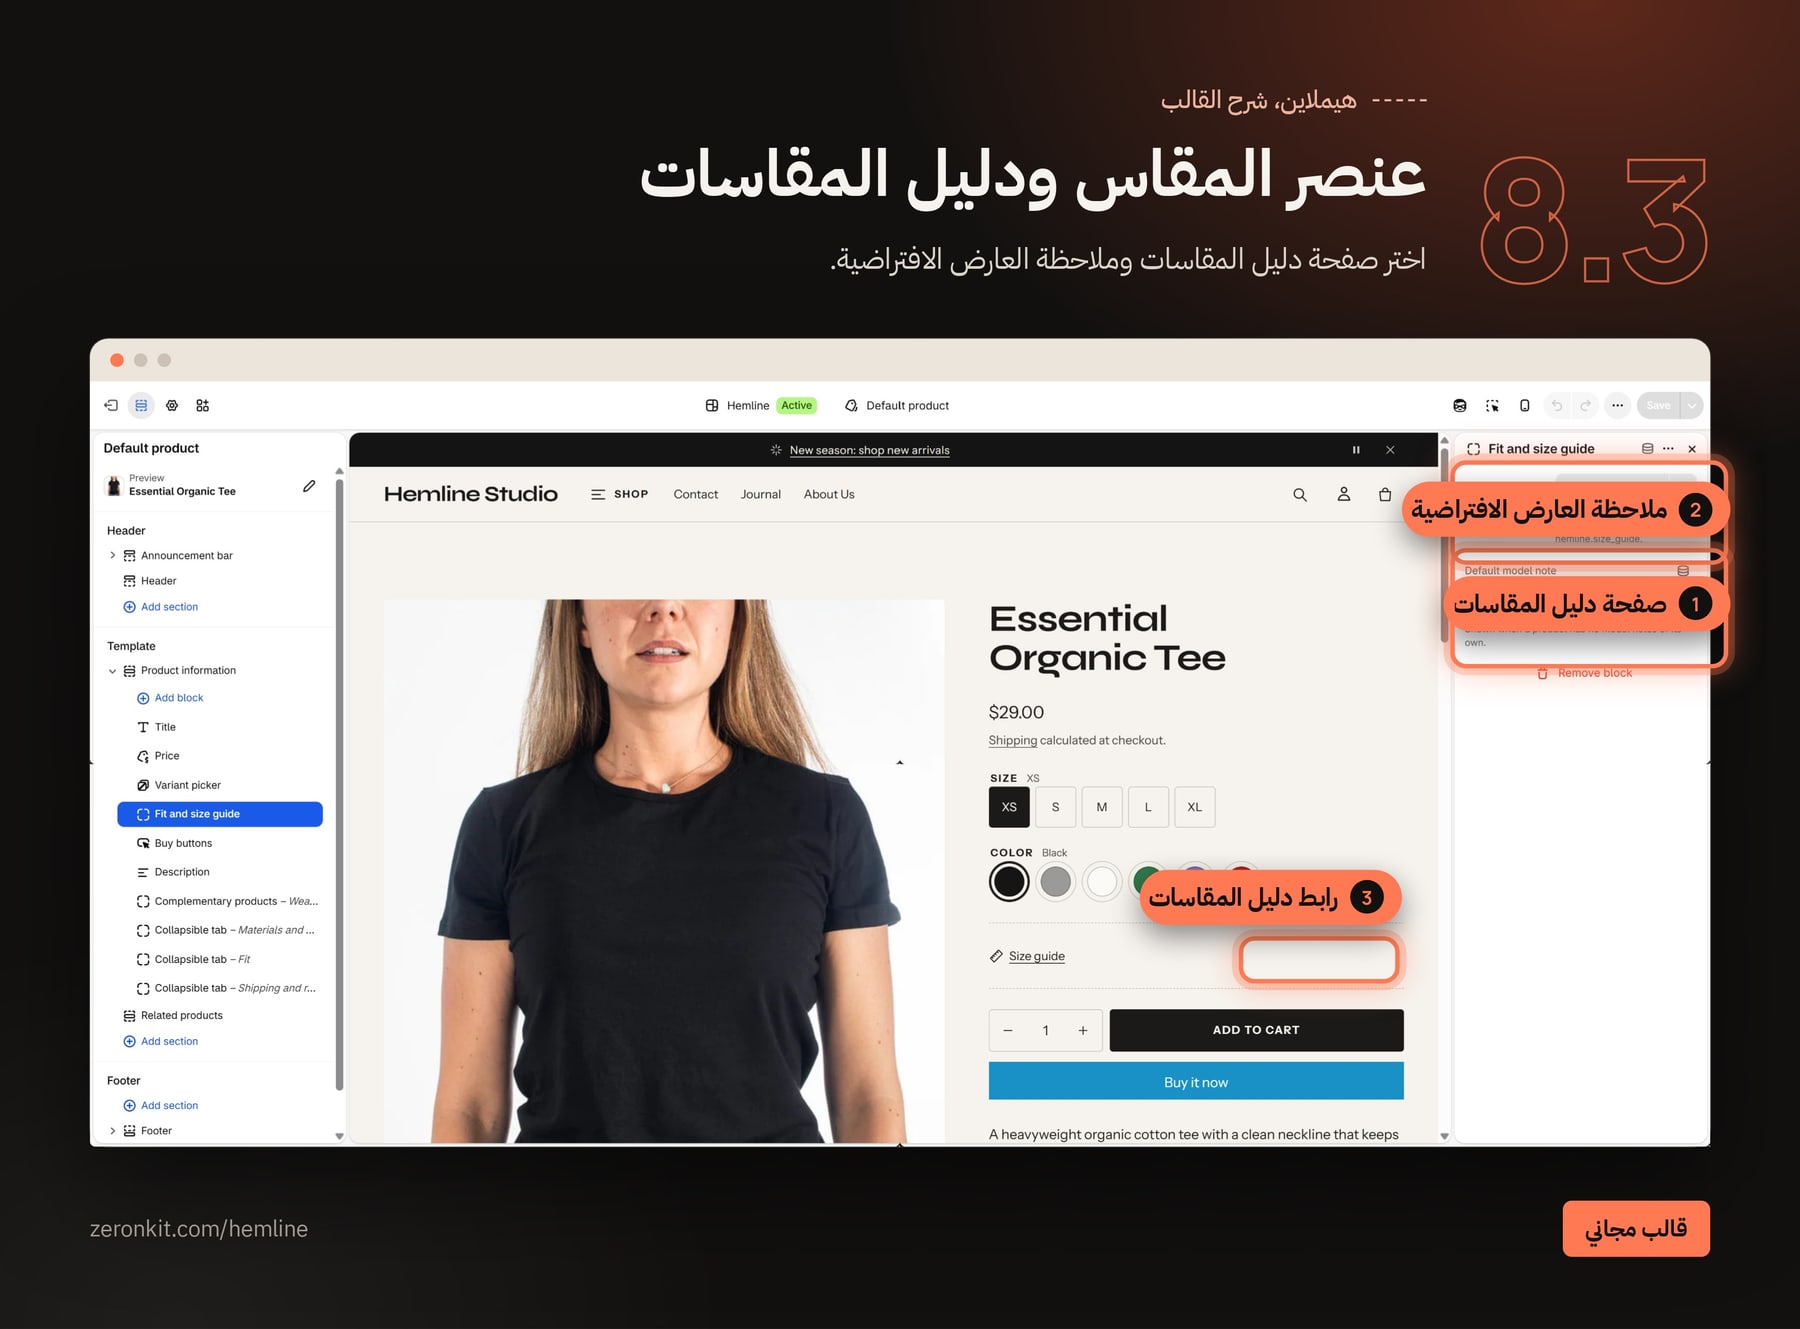 ----- هيملاين، شرح القالب
8.3
عنصر المقاس ودليل المقاسات
اختر صفحة دليل المقاسات وملاحظة العارض الافتراضية.
Hemline Active
Default product
Save
Default product
Preview
Essential Organic Tee
Header
Announcement bar
Header
Add section
Template
Product information
Add block
Title
Price
Variant picker
Fit and size guide
Buy buttons
Description
Complementary products – Wea...
Collapsible tab – Materials and ...
Collapsible tab – Fit
Collapsible tab – Shipping and r...
Related products
Add section
Footer
Add section
Footer
New season: shop new arrivals
Hemline Studio
SHOP
Contact
Journal
About Us
Essential
Organic Tee
$29.00
Shipping calculated at checkout.
SIZE XS
XS S M L XL
COLOR Black
3 رابط دليل المقاسات
Size guide
− 1 +
ADD TO CART
Buy it now
A heavyweight organic cotton tee with a clean neckline that keeps
Fit and size guide
2 ملاحظة العارض الافتراضية
hemline.size_guide.
Default model note
1 صفحة دليل المقاسات
own.
Remove block
zeronkit.com/hemline
قالب مجاني